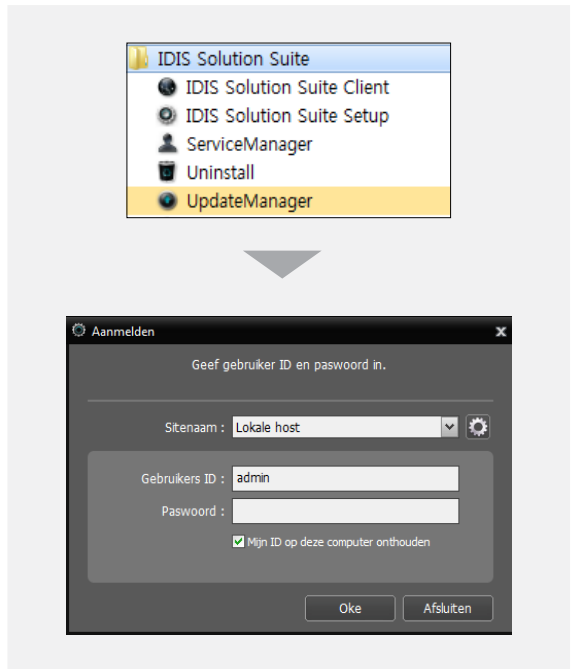 IDIS Solution Suite
IDIS Solution Suite Client
IDIS Solution Suite Setup
ServiceManager
Uninstall
UpdateManager
Aanmelden
Geef gebruiker ID en paswoord in.
Sitenaam : Lokale host
Gebruikers ID : admin
Paswoord :
Mijn ID op deze computer onthouden
Oke Afsluiten